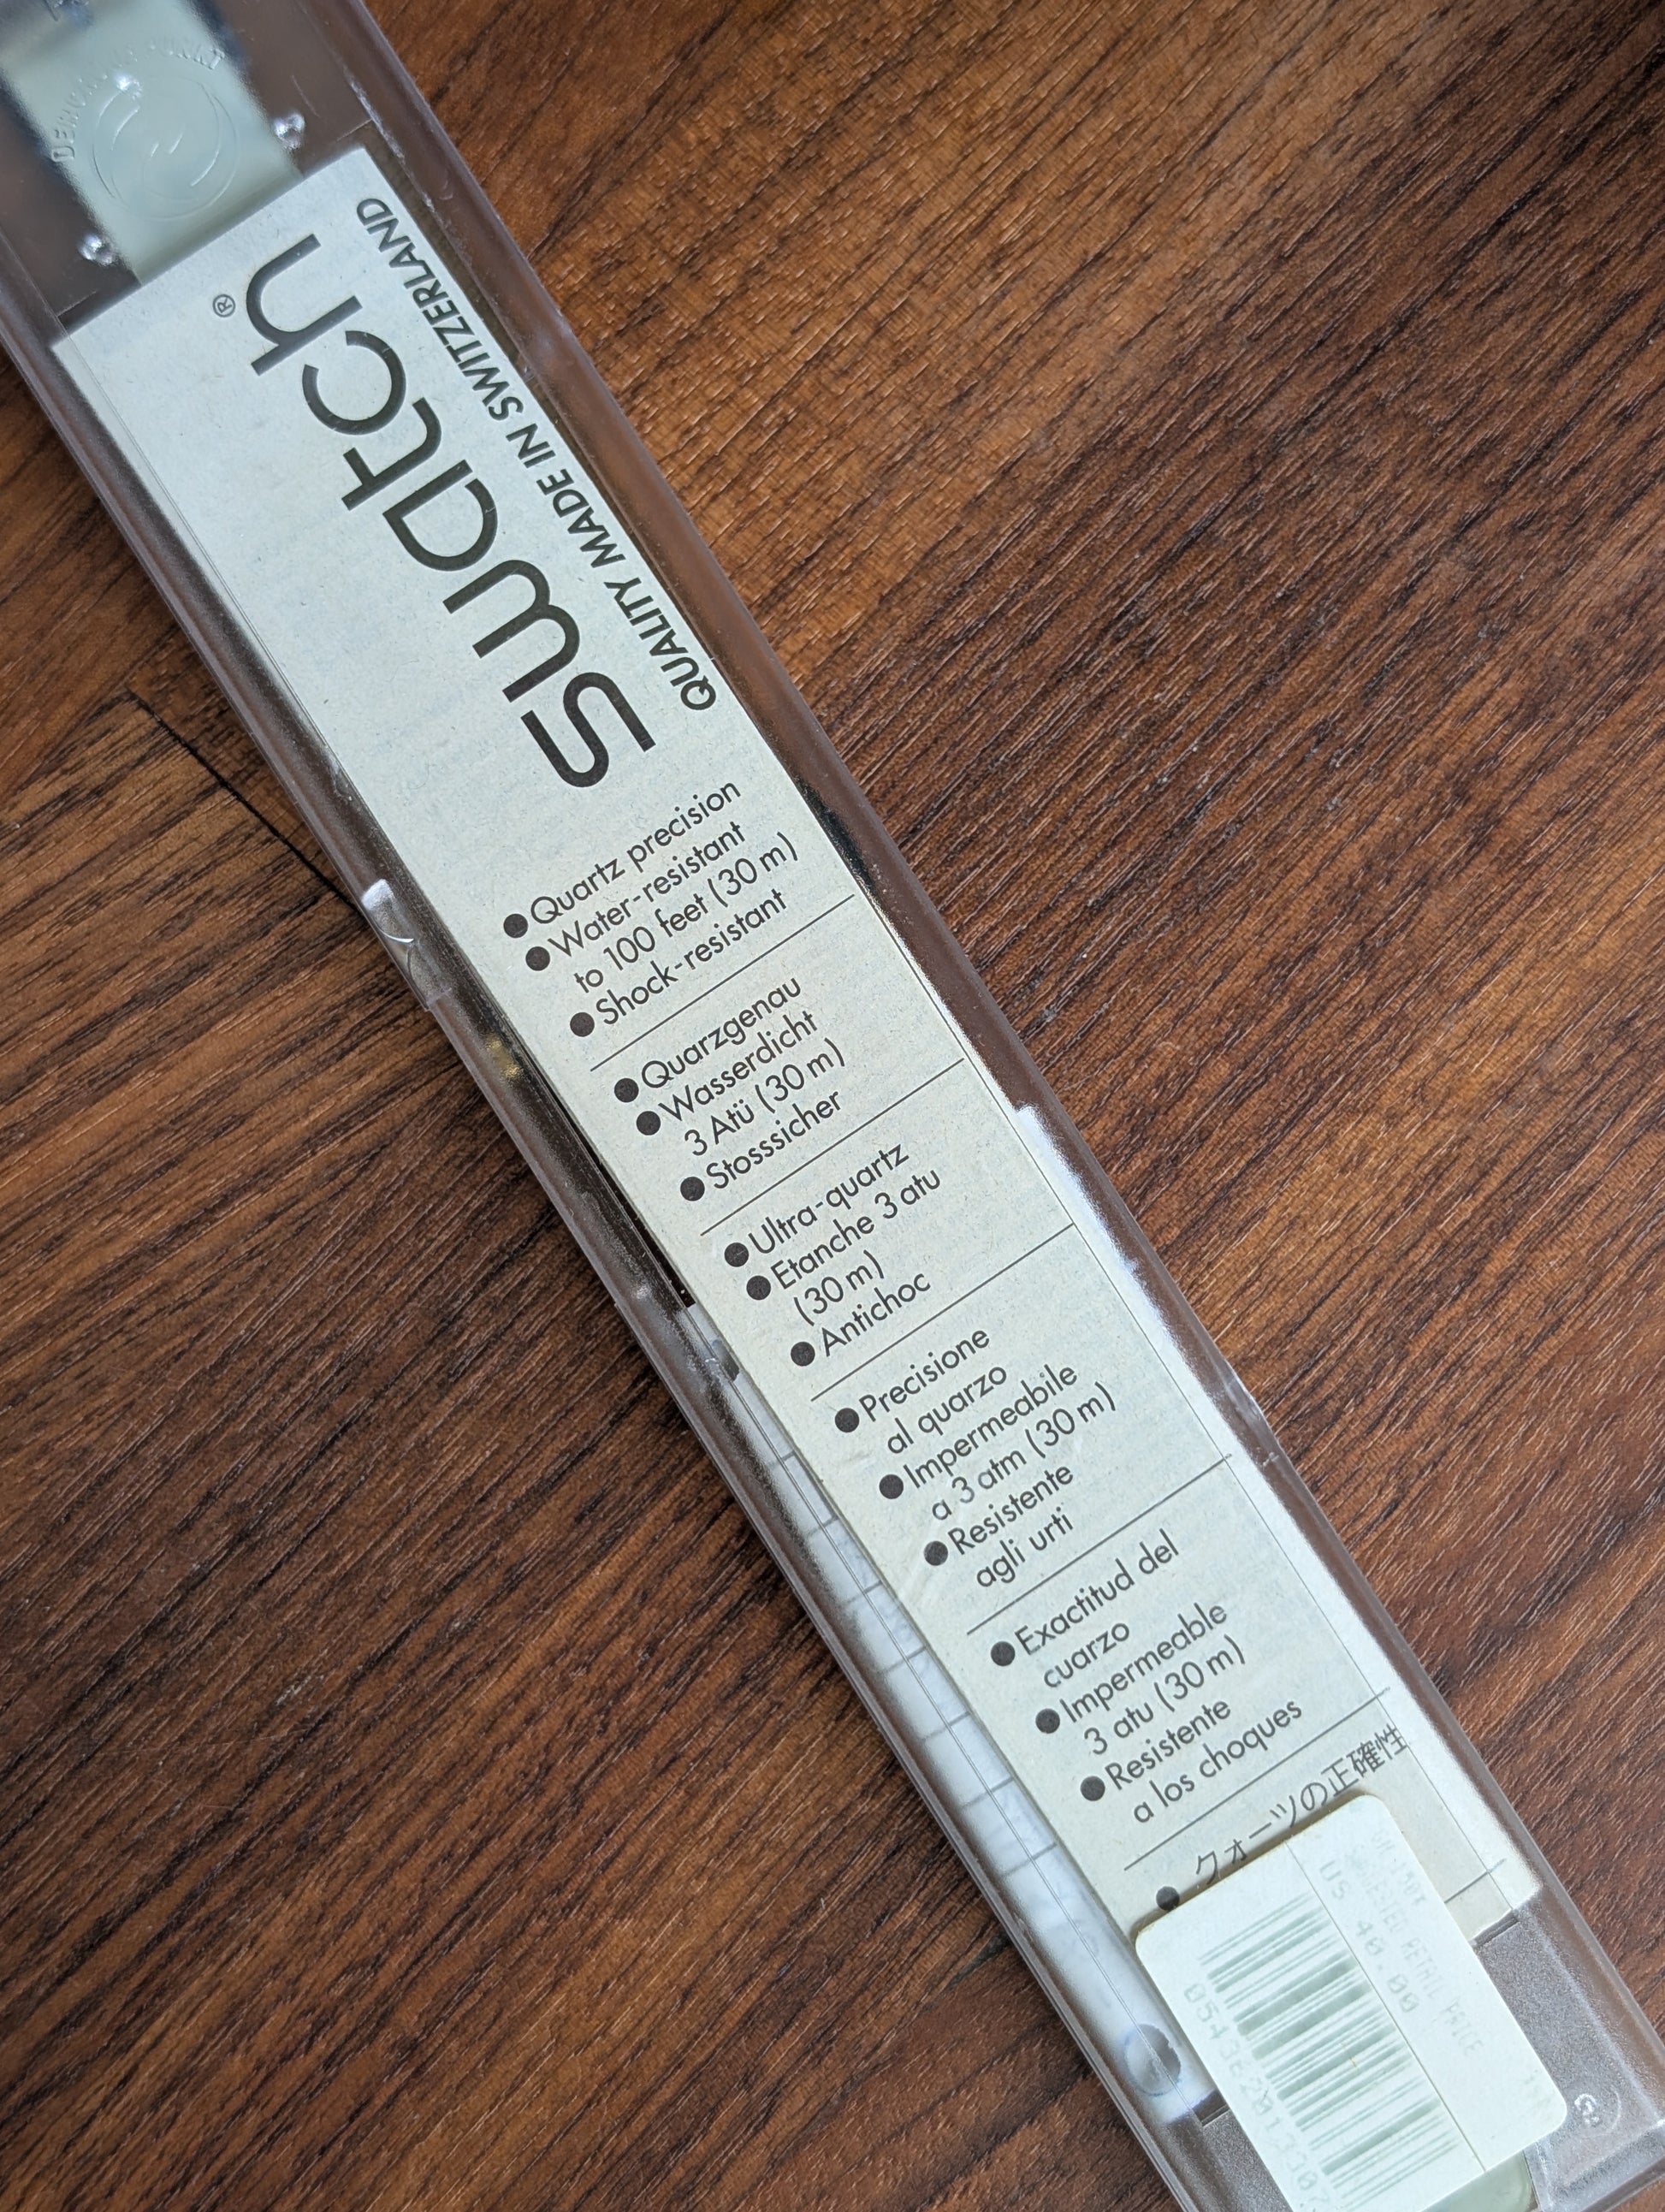 swatch®
QUALITY MADE IN SWITZERLAND
● Quartz precision
● Water-resistant
to 100 feet (30 m)
● Shock-resistant
● Quarzgenau
● Wasserdicht
3 Atü (30 m)
● Stosssicher
● Ultra-quartz
● Etanche 3 atu
(30 m)
● Antichoc
● Precisione
al quarzo
● Impermeabile
a 3 atm (30 m)
● Resistente
agli urti
● Exactitud del
cuarzo
● Impermeable
3 atu (30 m)
● Resistente
a los choques
● クォーツの正確性
RETAIL PRICE
US 40.00